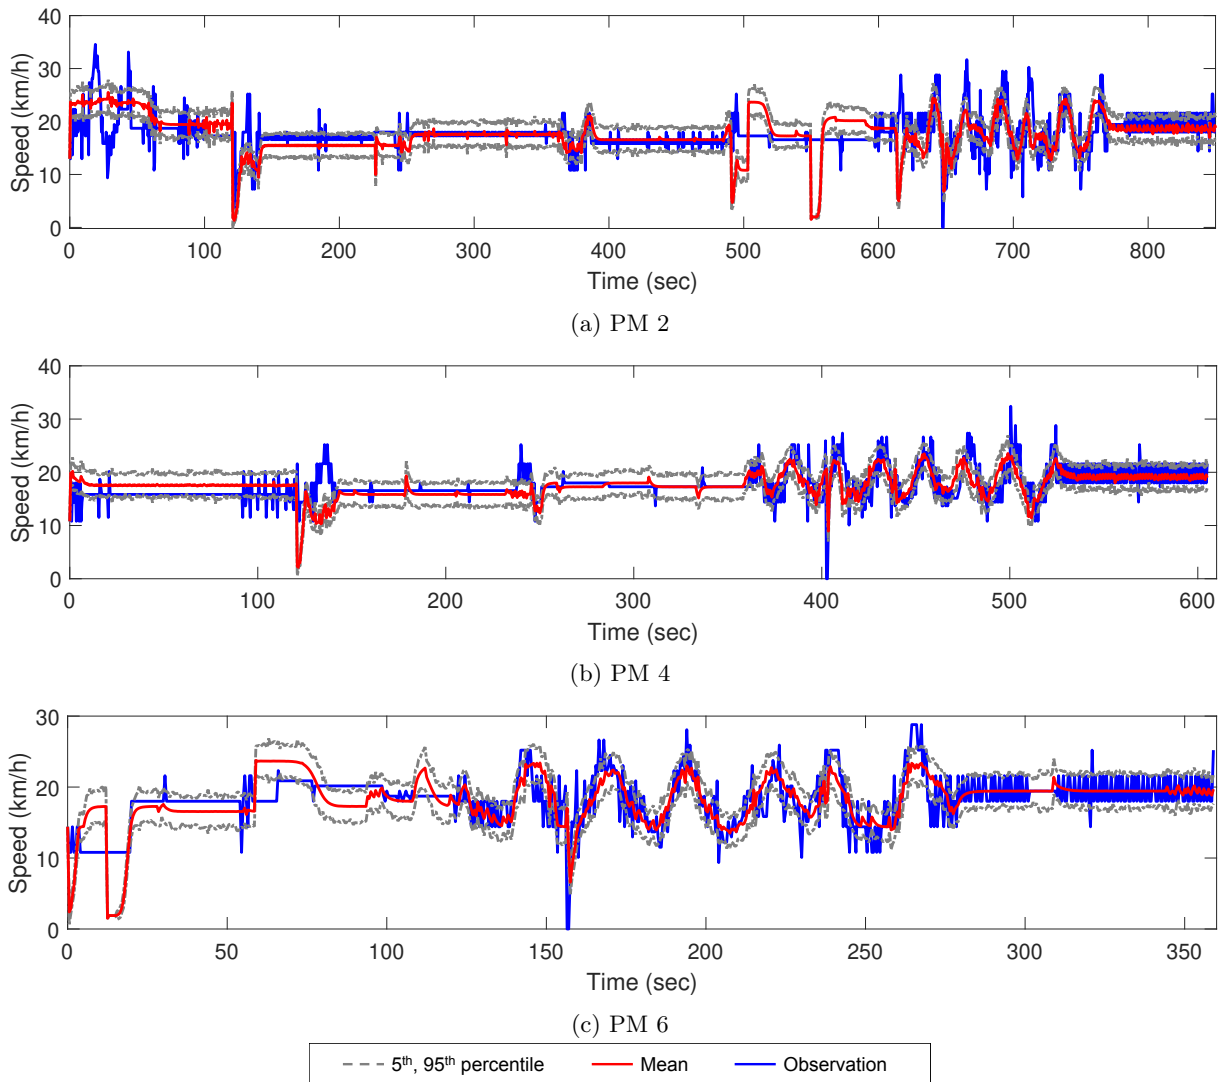 40
30
20
10
0
Speed (km/h)
0 100 200 300 400 500 600 700 800
Time (sec)
(a) PM 2
40
30
20
10
0
Speed (km/h)
0 100 200 300 400 500 600
Time (sec)
(b) PM 4
30
20
10
0
Speed (km/h)
0 50 100 150 200 250 300 350
Time (sec)
(c) PM 6
5th, 95th percentile Mean Observation